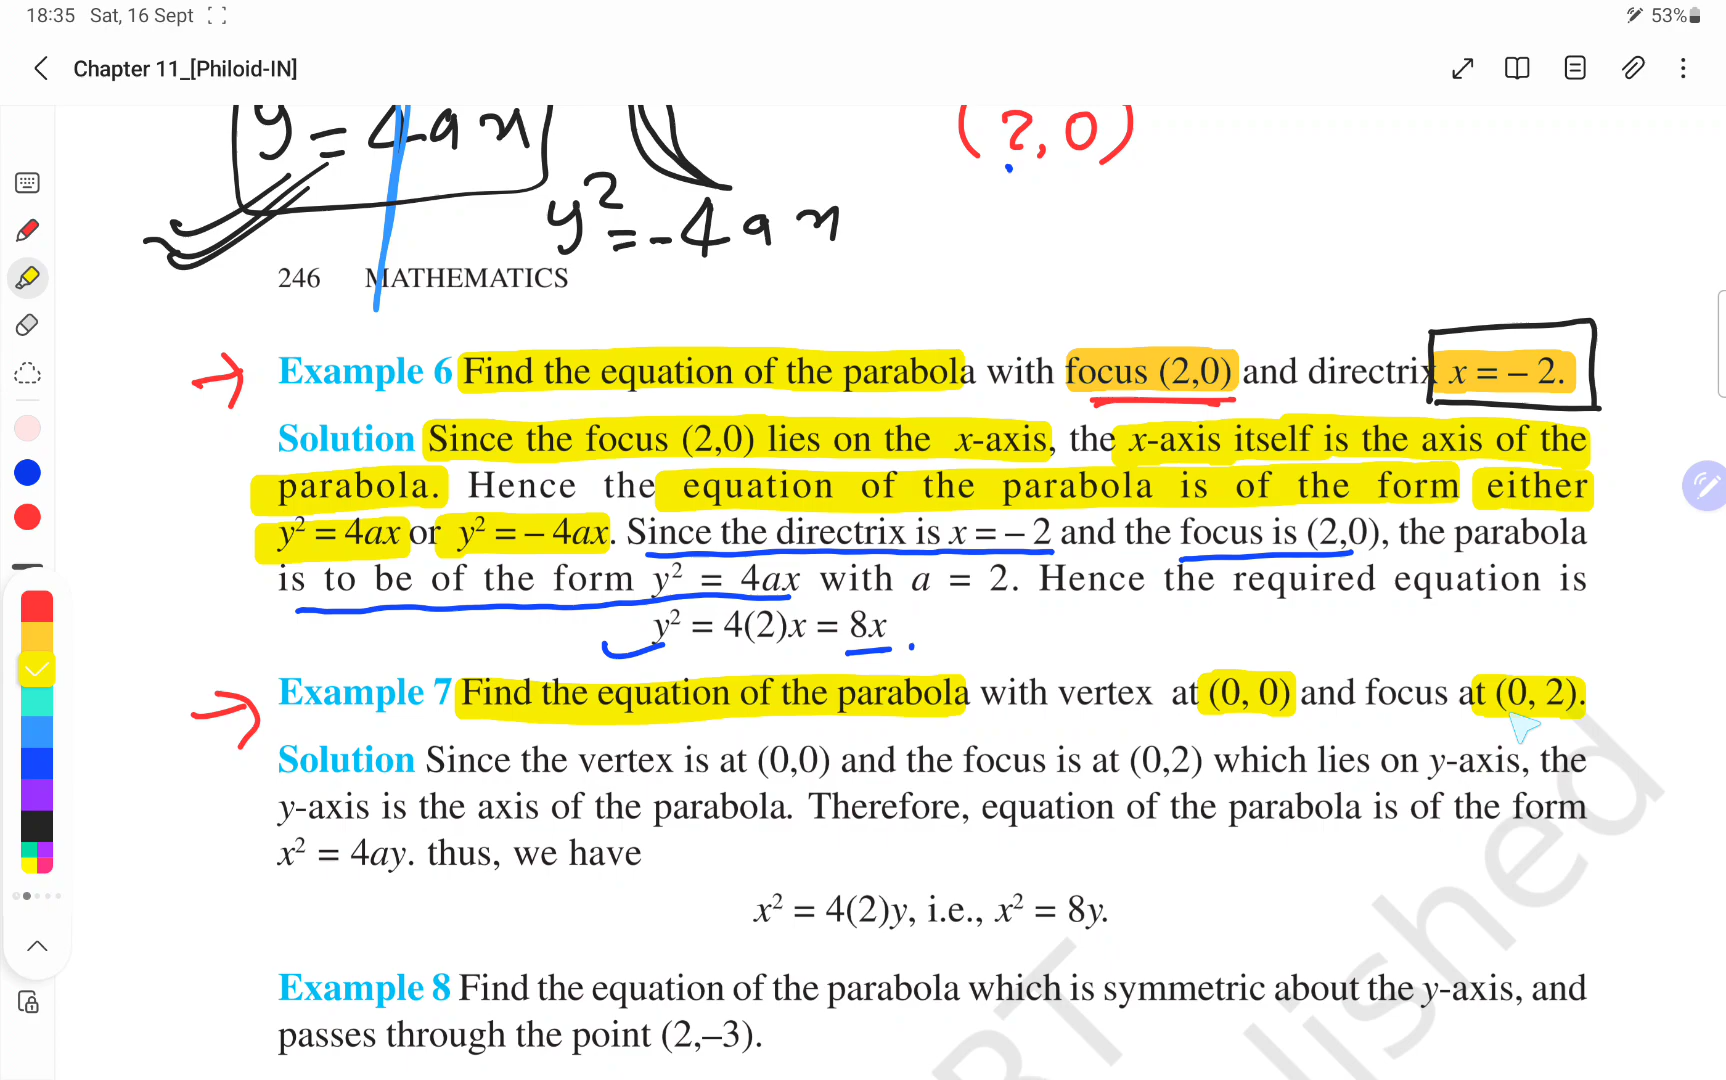 18:35 Sat, 16 Sept
53%
Chapter 11_[Philoid-IN]
y = 4ax
(?, 0)
y² = -4ax
246 MATHEMATICS
Example 6 Find the equation of the parabola with focus (2,0) and directrix x = – 2.
Solution Since the focus (2,0) lies on the x-axis, the x-axis itself is the axis of the
parabola. Hence the equation of the parabola is of the form either
y² = 4ax or y² = – 4ax. Since the directrix is x = – 2 and the focus is (2,0), the parabola
is to be of the form y² = 4ax with a = 2. Hence the required equation is
y² = 4(2)x = 8x
Example 7 Find the equation of the parabola with vertex at (0, 0) and focus at (0, 2).
Solution Since the vertex is at (0,0) and the focus is at (0,2) which lies on y-axis, the
y-axis is the axis of the parabola. Therefore, equation of the parabola is of the form
x² = 4ay. thus, we have
x² = 4(2)y, i.e., x² = 8y.
Example 8 Find the equation of the parabola which is symmetric about the y-axis, and
passes through the point (2,–3).